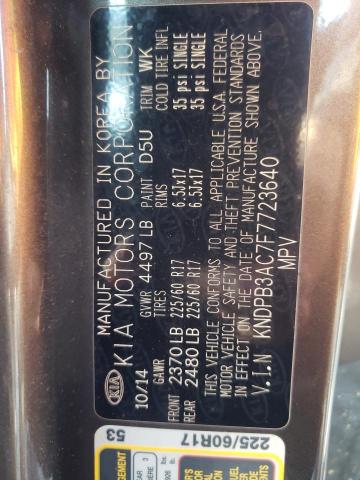 MANUFACTURED IN KOREA BY
KIA MOTORS CORPORATION
KIA
10/14 GVWR 4497 LB PAINT D5U TRIM WK
GAWR TIRES RIMS COLD TIRE INFL.
FRONT 2370 LB 225/60 R17 6.5Jx17 35 psi SINGLE
REAR 2480 LB 225/60 R17 6.5Jx17 35 psi SINGLE
THIS VEHICLE CONFORMS TO ALL APPLICABLE U.S.A. FEDERAL
MOTOR VEHICLE SAFETY AND THEFT PREVENTION STANDARDS
IN EFFECT ON THE DATE OF MANUFACTURE SHOWN ABOVE.
V.I.N KNDPB3AC7F7723640
MPV
53
225/60R17